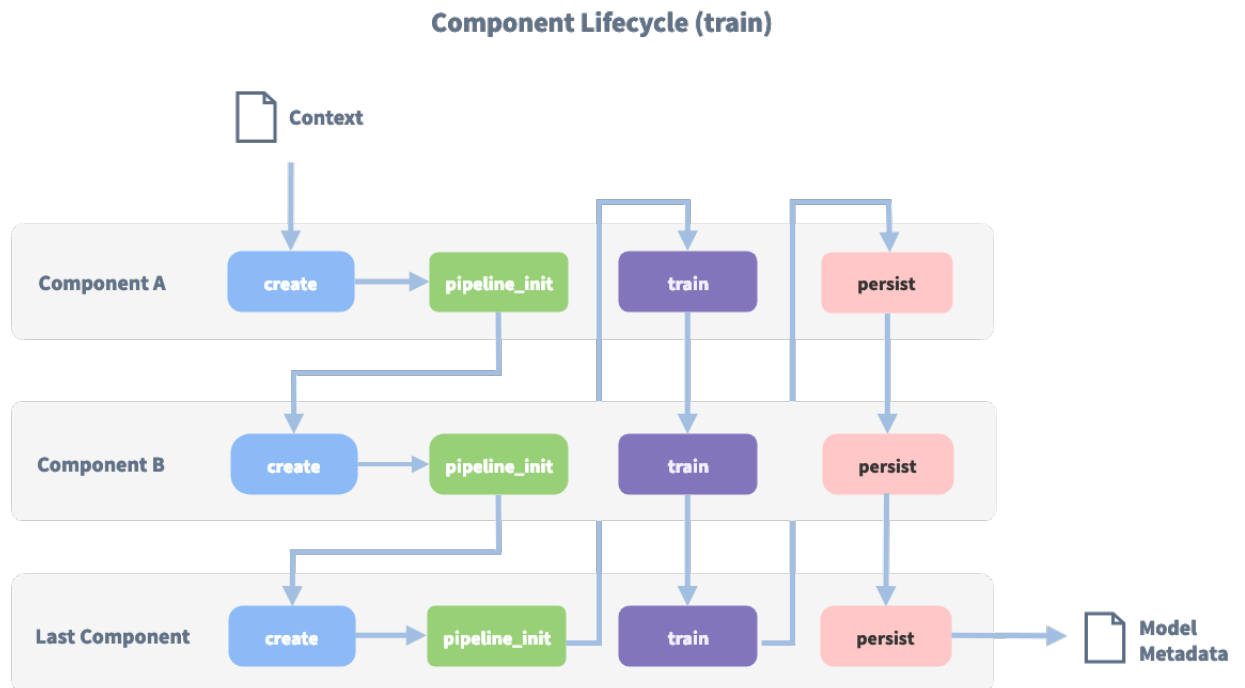 Component Lifecycle (train)
Context
Component A
create
pipeline_init
train
persist
Component B
create
pipeline_init
train
persist
Last Component
create
pipeline_init
train
persist
Model
Metadata